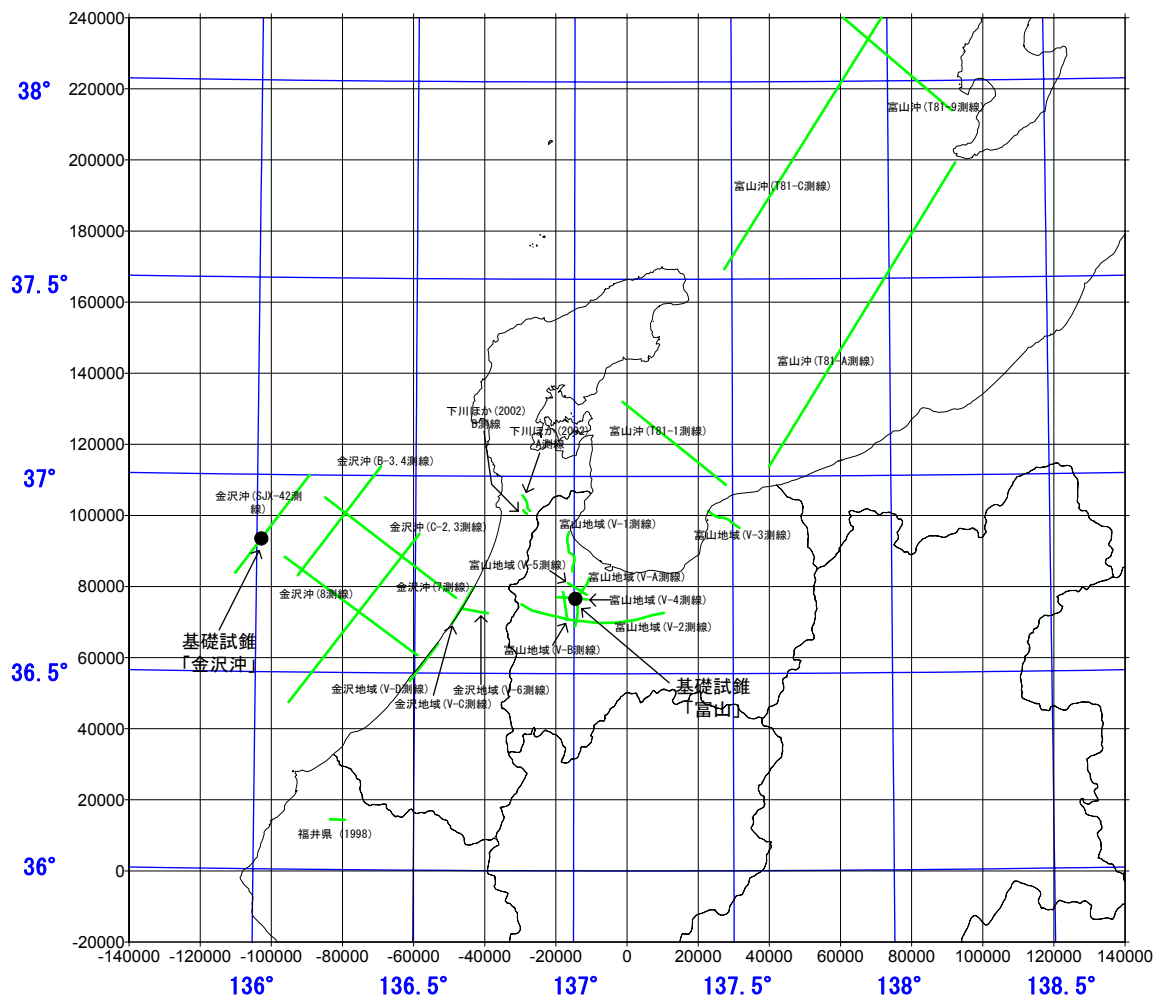 240000
38°
220000
富山沖(T81-9測線)
200000
富山沖(T81-C測線)
180000
37.5°
160000
140000
富山沖(T81-A測線)
下川ほか(2002)
B測線
下川ほか(2002)
A測線
120000
富山沖(T81-1測線)
金沢沖(B-3,4測線)
37°
金沢沖(SJX-42測
線)
100000
金沢沖(C-2,3測線)
富山地域(V-1測線)
富山地域(V-3測線)
富山地域(V-5測線)
富山地域(V-A測線)
80000
金沢沖(8測線)
金沢沖(7測線)
富山地域(V-4測線)
富山地域(V-2測線)
基礎試錐
「金沢沖」
富山地域(V-B測線)
60000
36.5°
金沢地域(V-D測線)
金沢地域(V-6測線)
金沢地域(V-C測線)
基礎試錐
「富山」
40000
20000
福井県 (1998)
36°
0
-20000
-140000 -120000 -100000 -80000 -60000 -40000 -20000 0 20000 40000 60000 80000 100000 120000 140000
136° 136.5° 137° 137.5° 138° 138.5°